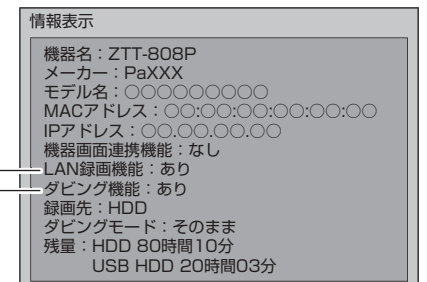 情報表示
機器名：ZTT-808P
メーカー：PaXXX
モデル名：○○○○○○○○○
MACアドレス：○○:○○:○○:○○:○○:○○
IPアドレス：○○.○○.○○.○○
機器画面連携機能：なし
LAN録画機能：あり
ダビング機能：あり
録画先：HDD
ダビングモード：そのまま
残量：HDD 80時間10分
USB HDD 20時間03分